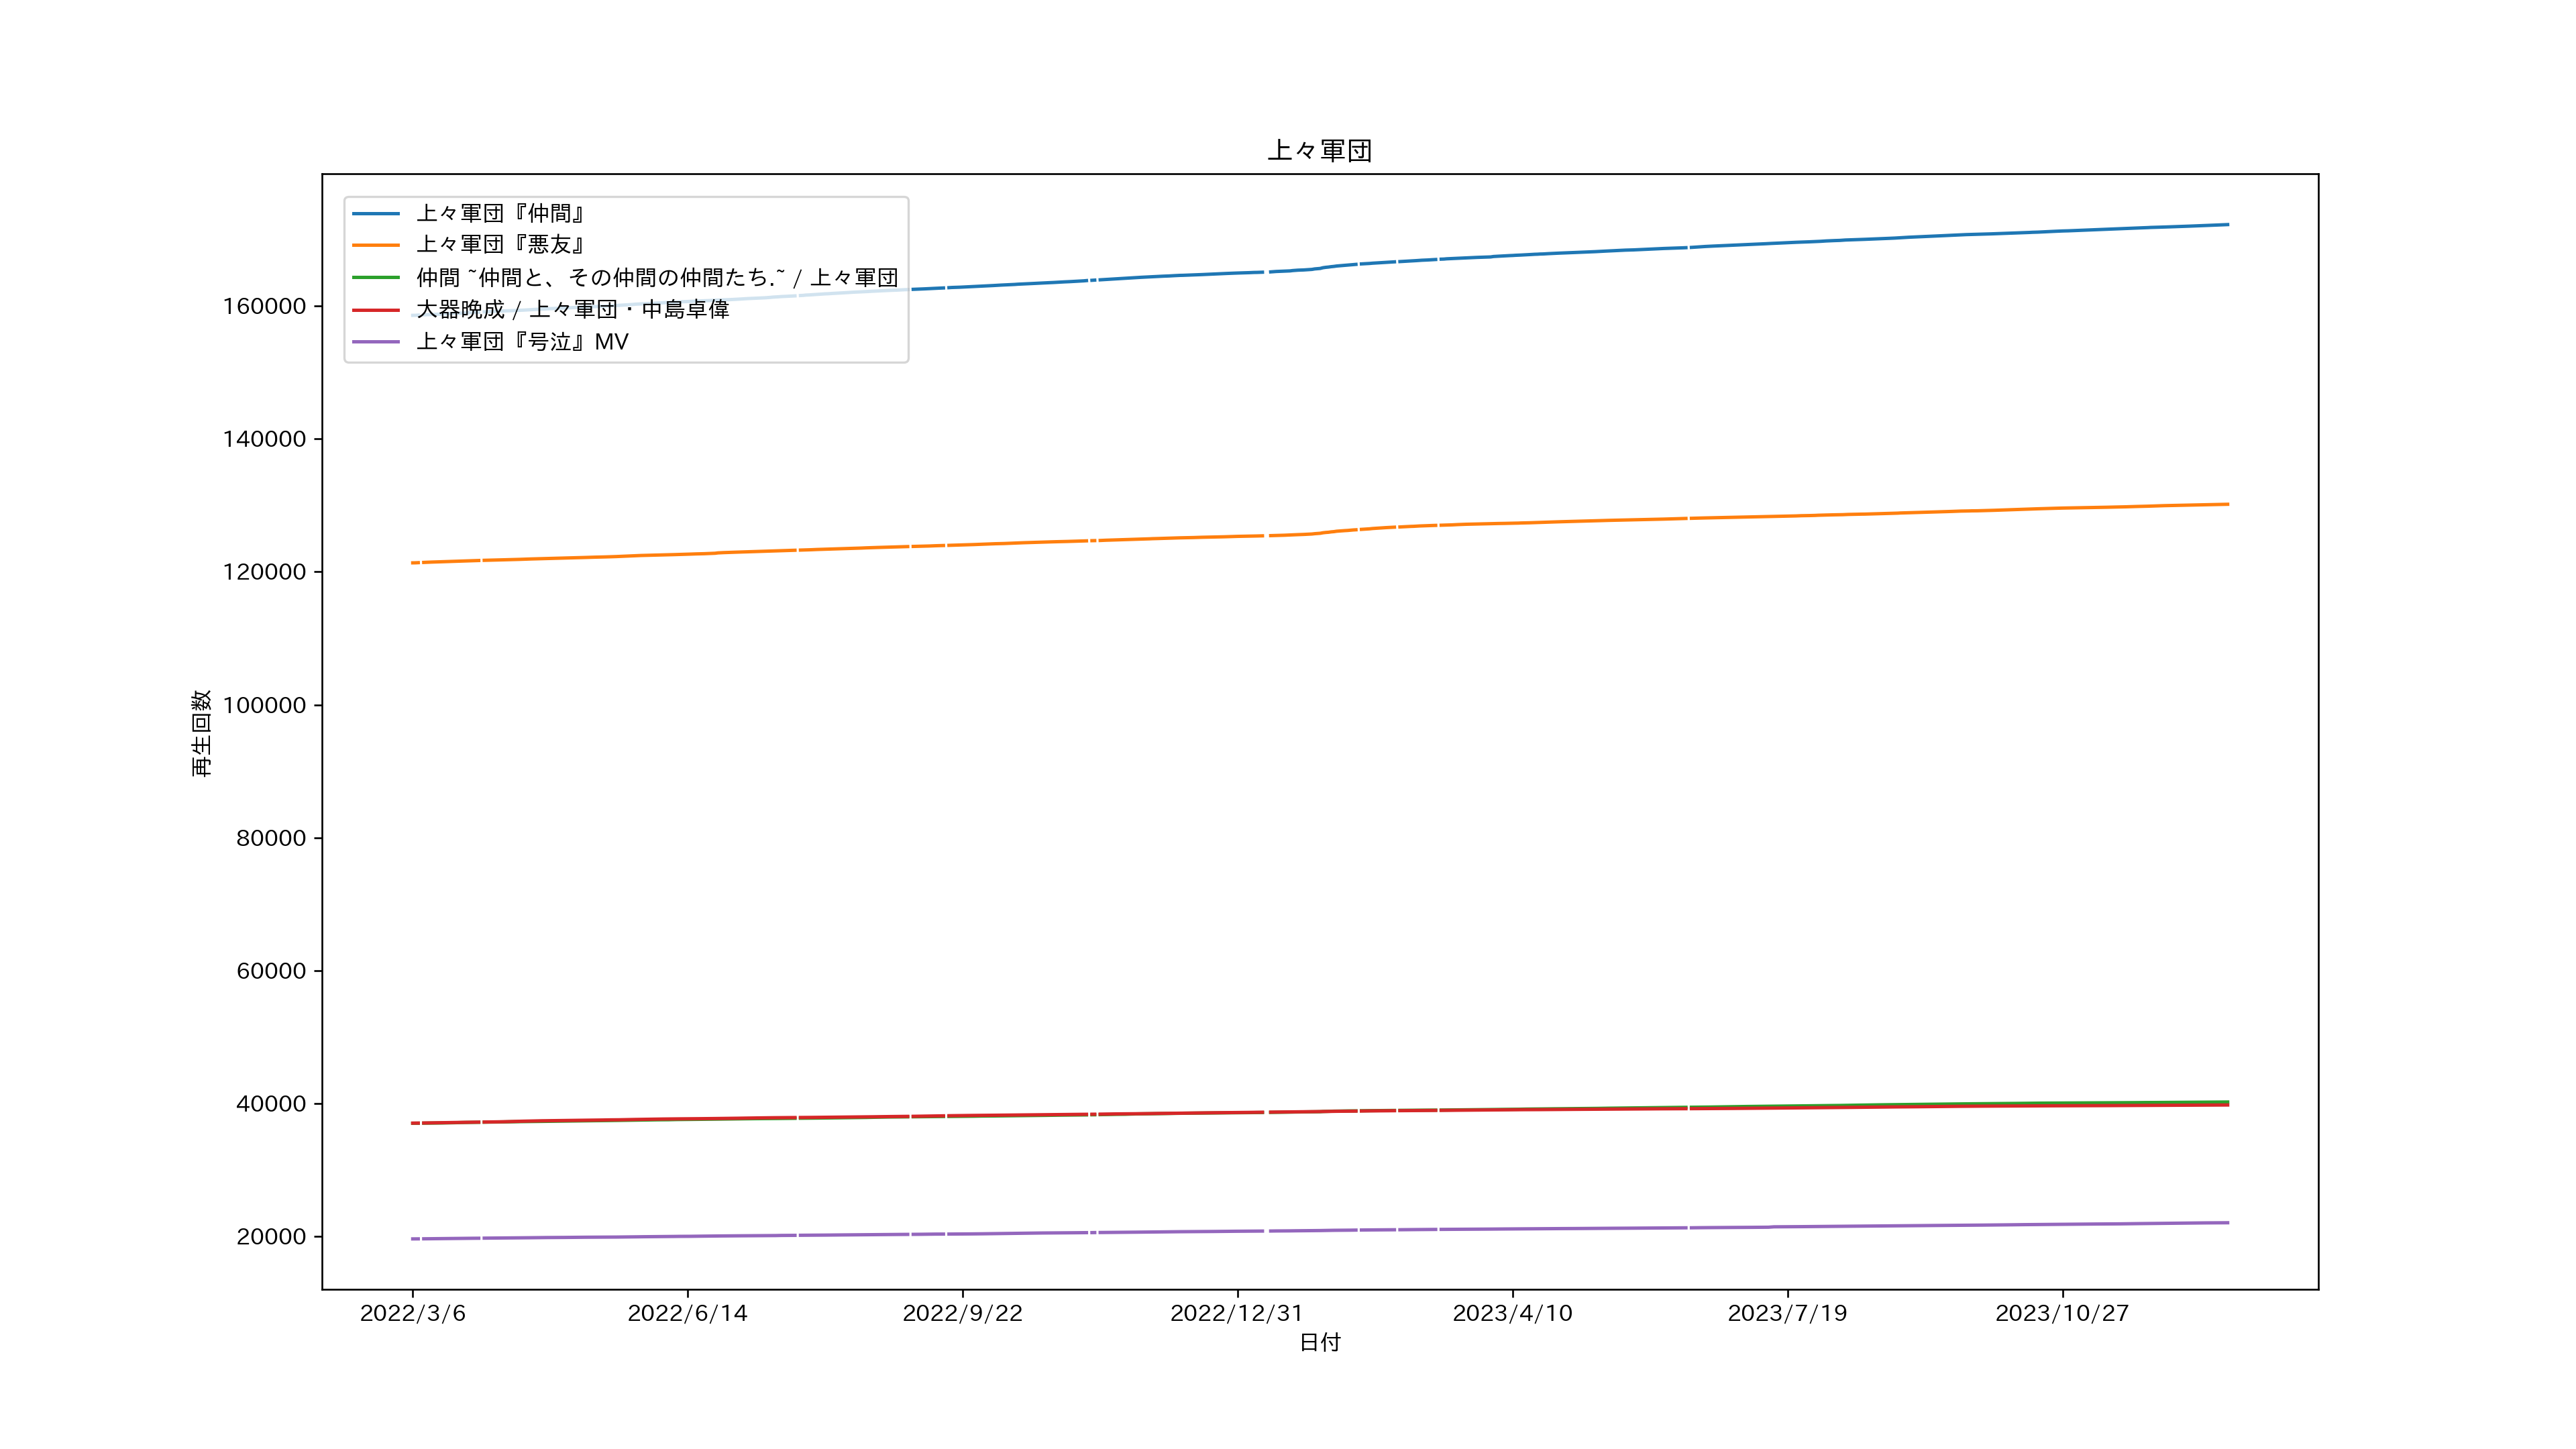 上々軍団
上々軍団『仲間』
上々軍団『悪友』
仲間 ~仲間と、その仲間の仲間たち.~ / 上々軍団
大器晩成 / 上々軍団・中島卓偉
上々軍団『号泣』MV
160000
140000
120000
100000
80000
60000
40000
20000
再生回数
2022/3/6
2022/6/14
2022/9/22
2022/12/31
2023/4/10
2023/7/19
2023/10/27
日付